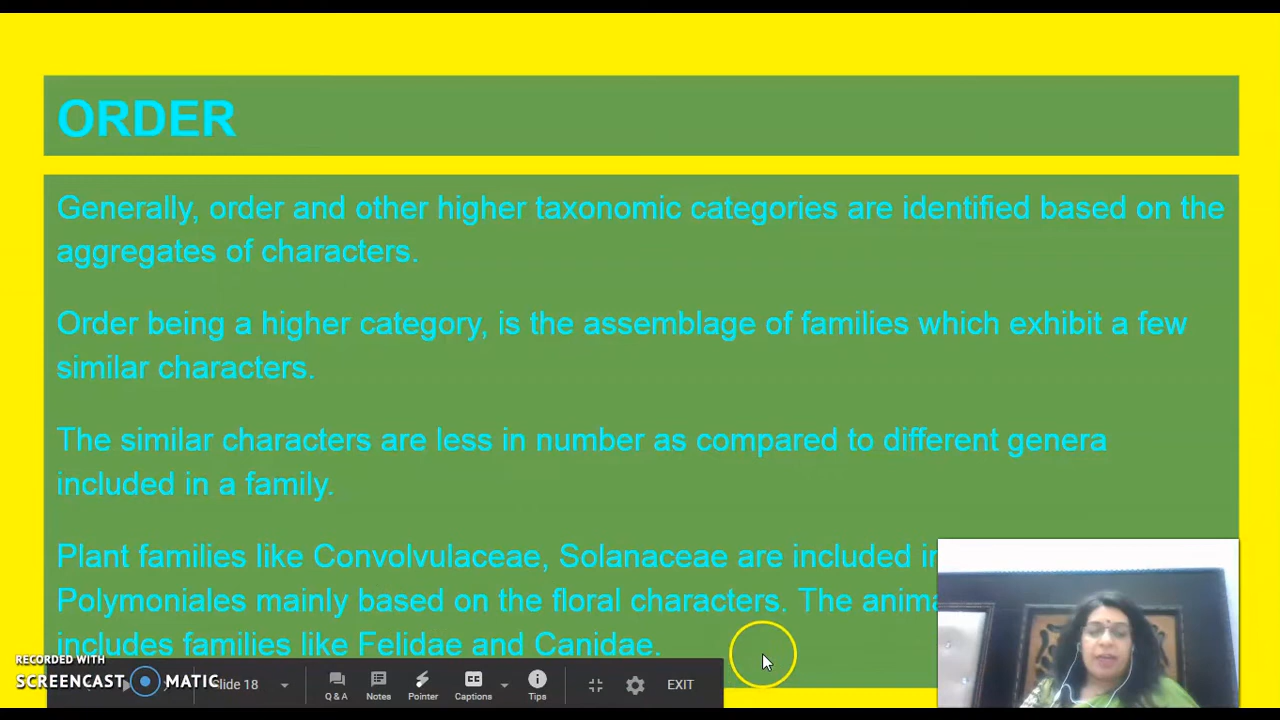 ORDER
Generally, order and other higher taxonomic categories are identified based on the
aggregates of characters.
Order being a higher category, is the assemblage of families which exhibit a few
similar characters.
The similar characters are less in number as compared to different genera
included in a family.
Plant families like Convolvulaceae, Solanaceae are included
Polymoniales mainly based on the floral characters. The
includes families like Felidae and Canidae.
RECORDED WITH
SCREENCAST MATIC
Slide 18
Q & A
Notes
Pointer
Captions
Tips
EXIT